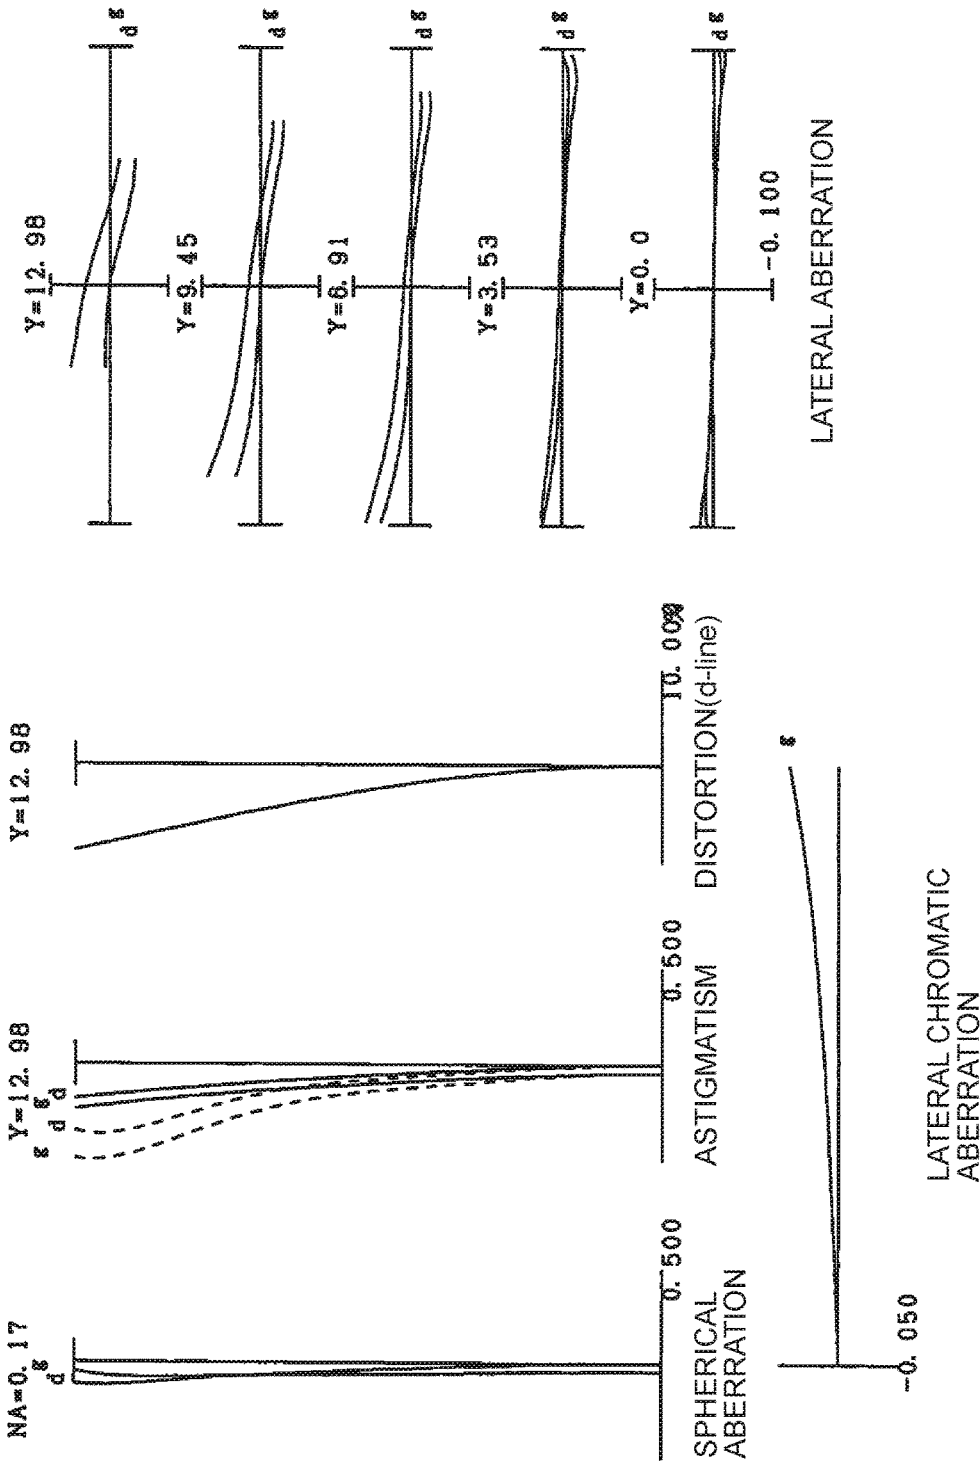 NA=0. 17
g
d
0. 500
SPHERICAL
ABERRATION
Y=12. 98
g
d
g
d
0. 500
ASTIGMATISM
Y=12. 98
10. 00%
DISTORTION(d-line)
g
-0. 050
LATERAL CHROMATIC
ABERRATION
Y=12. 98
g
d
Y=9. 45
g
d
Y=6. 91
g
d
Y=3. 53
g
d
Y=0. 0
g
d
-0. 100
LATERAL ABERRATION